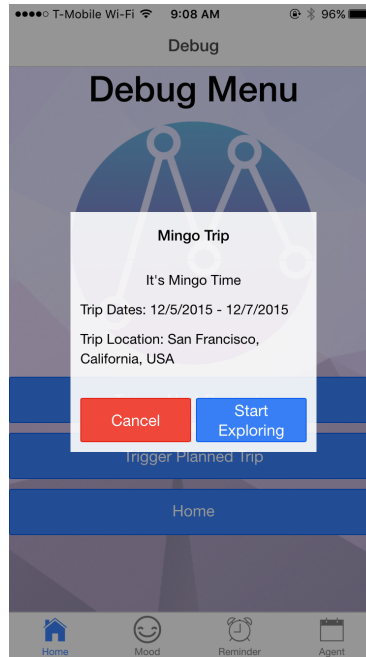 T-Mobile Wi-Fi 9:08 AM 96%
Debug
Debug Menu
Mingo Trip
It's Mingo Time
Trip Dates: 12/5/2015 - 12/7/2015
Trip Location: San Francisco,
California, USA
Cancel
Start
Exploring
Trigger Planned Trip
Home
Home Mood Reminder Agent